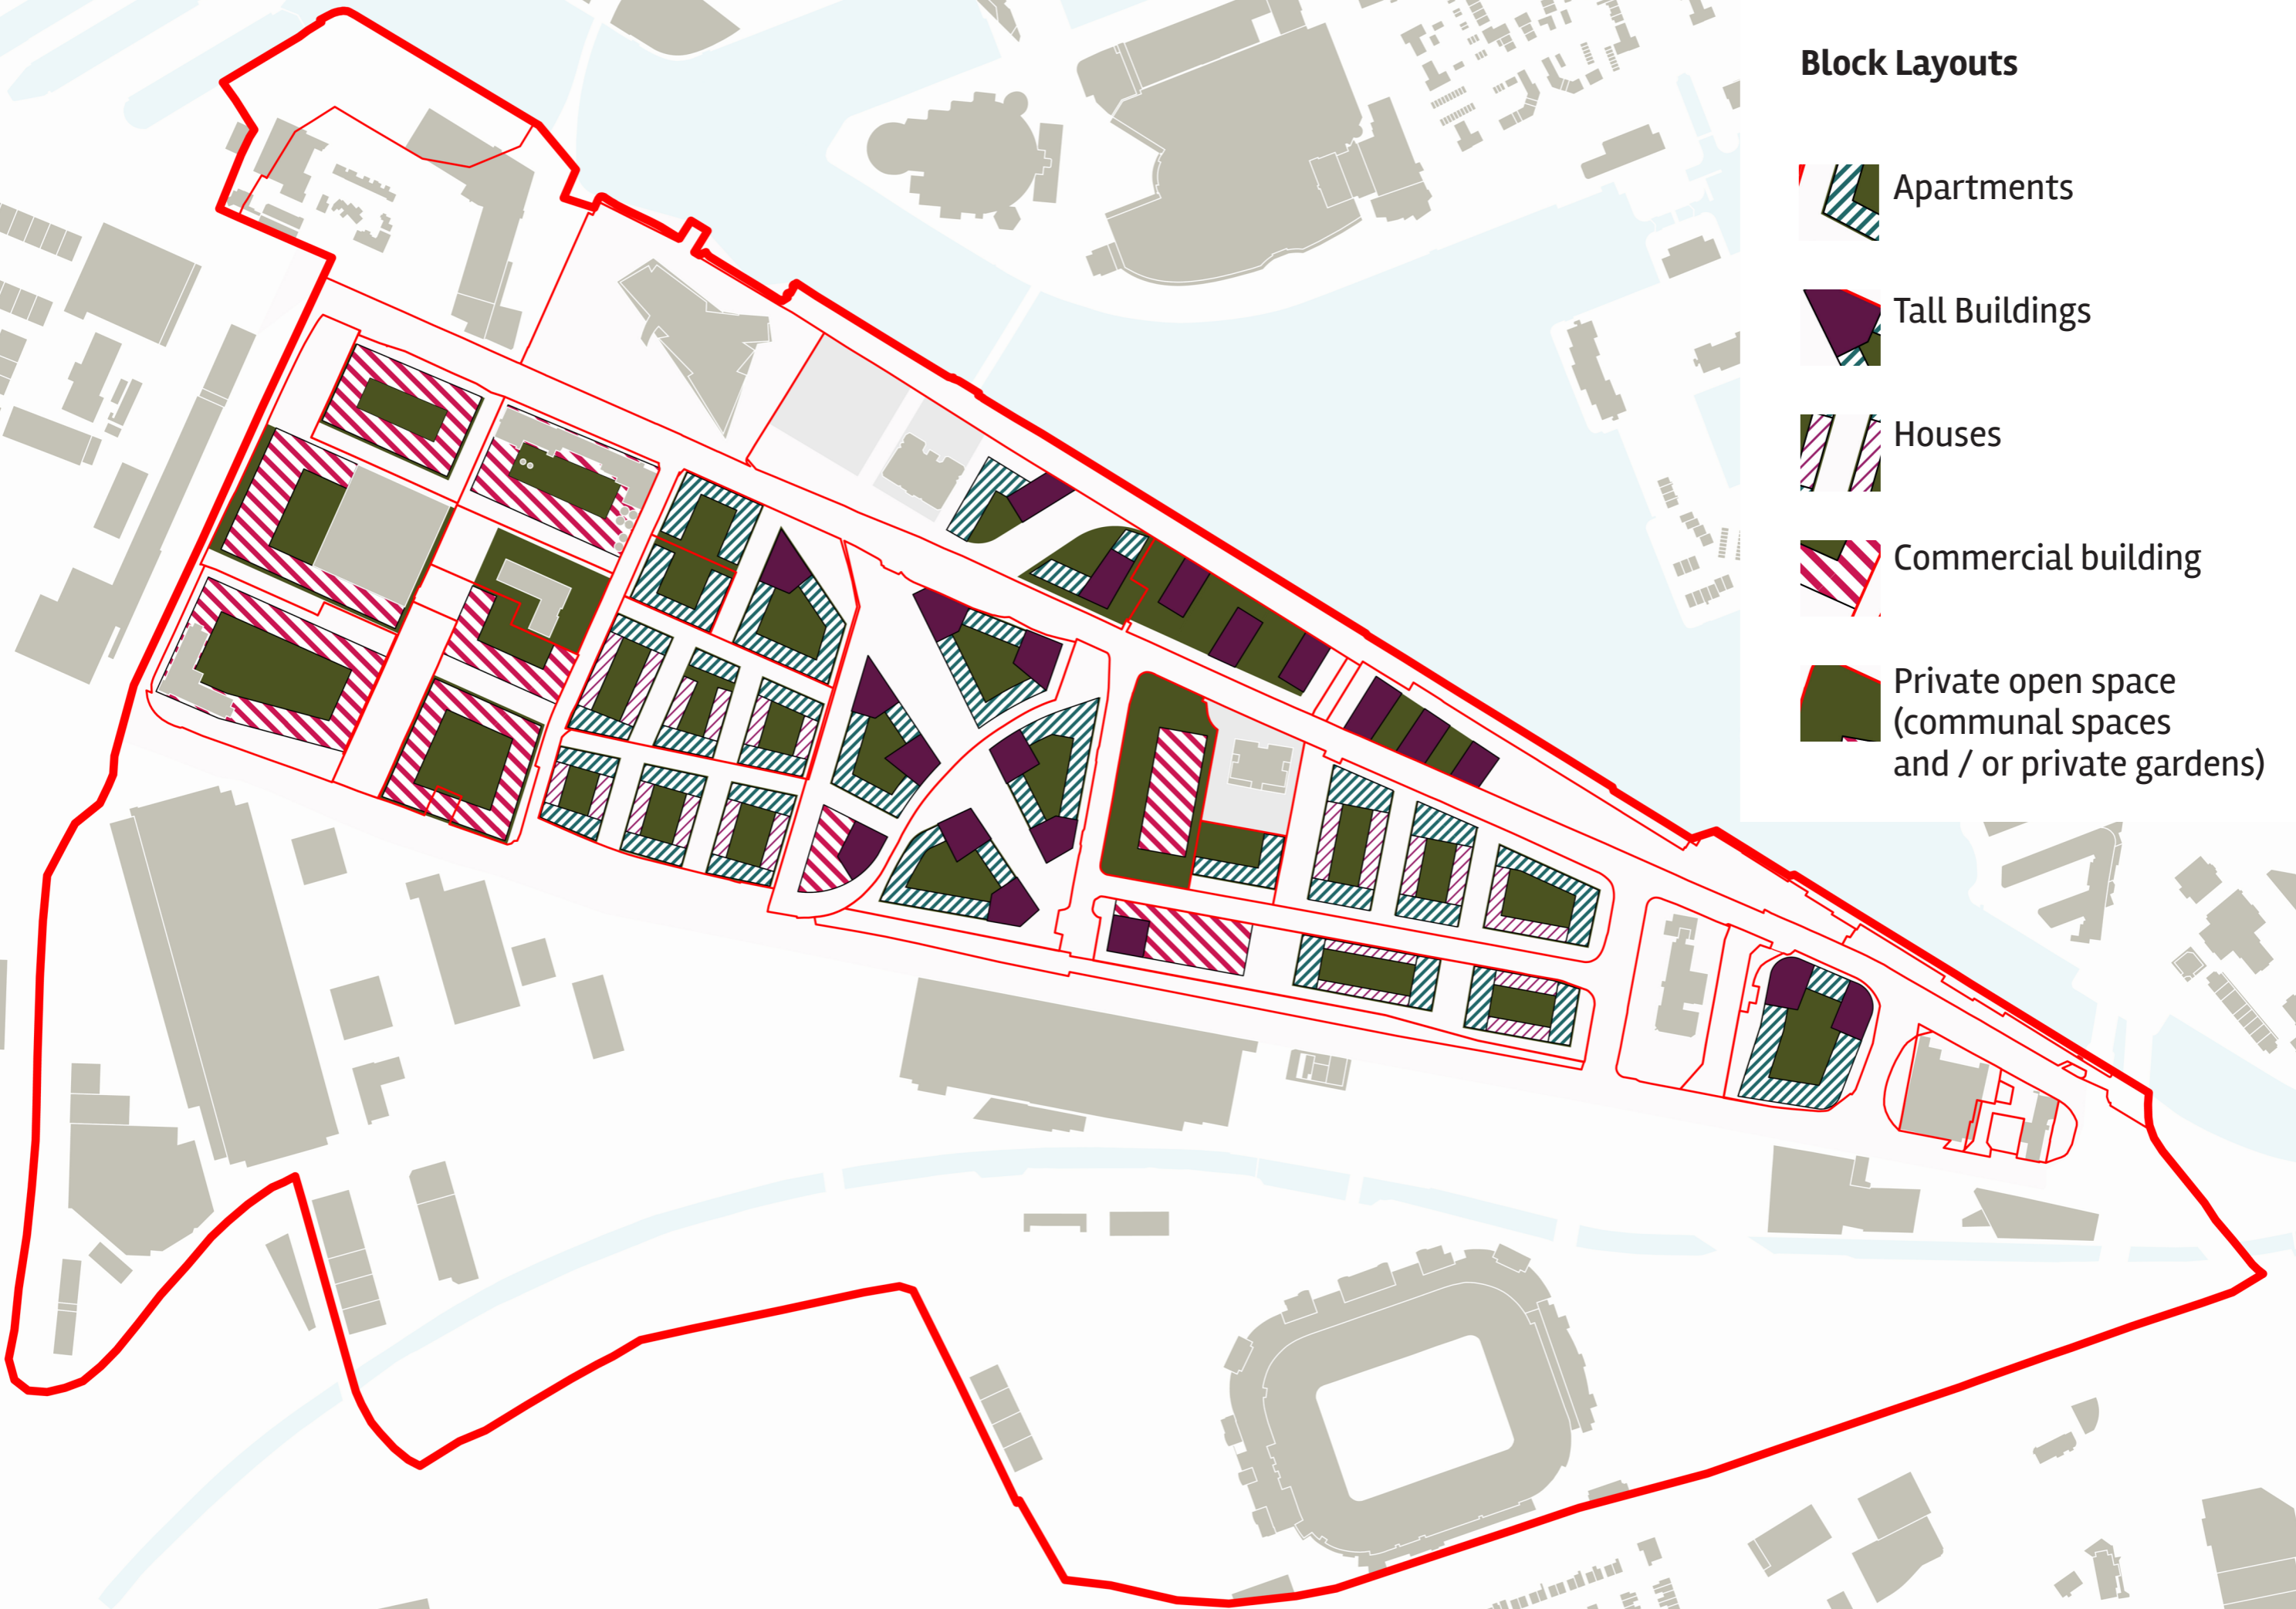 Block Layouts
Apartments
Tall Buildings
Houses
Commercial building
Private open space
(communal spaces
and / or private gardens)